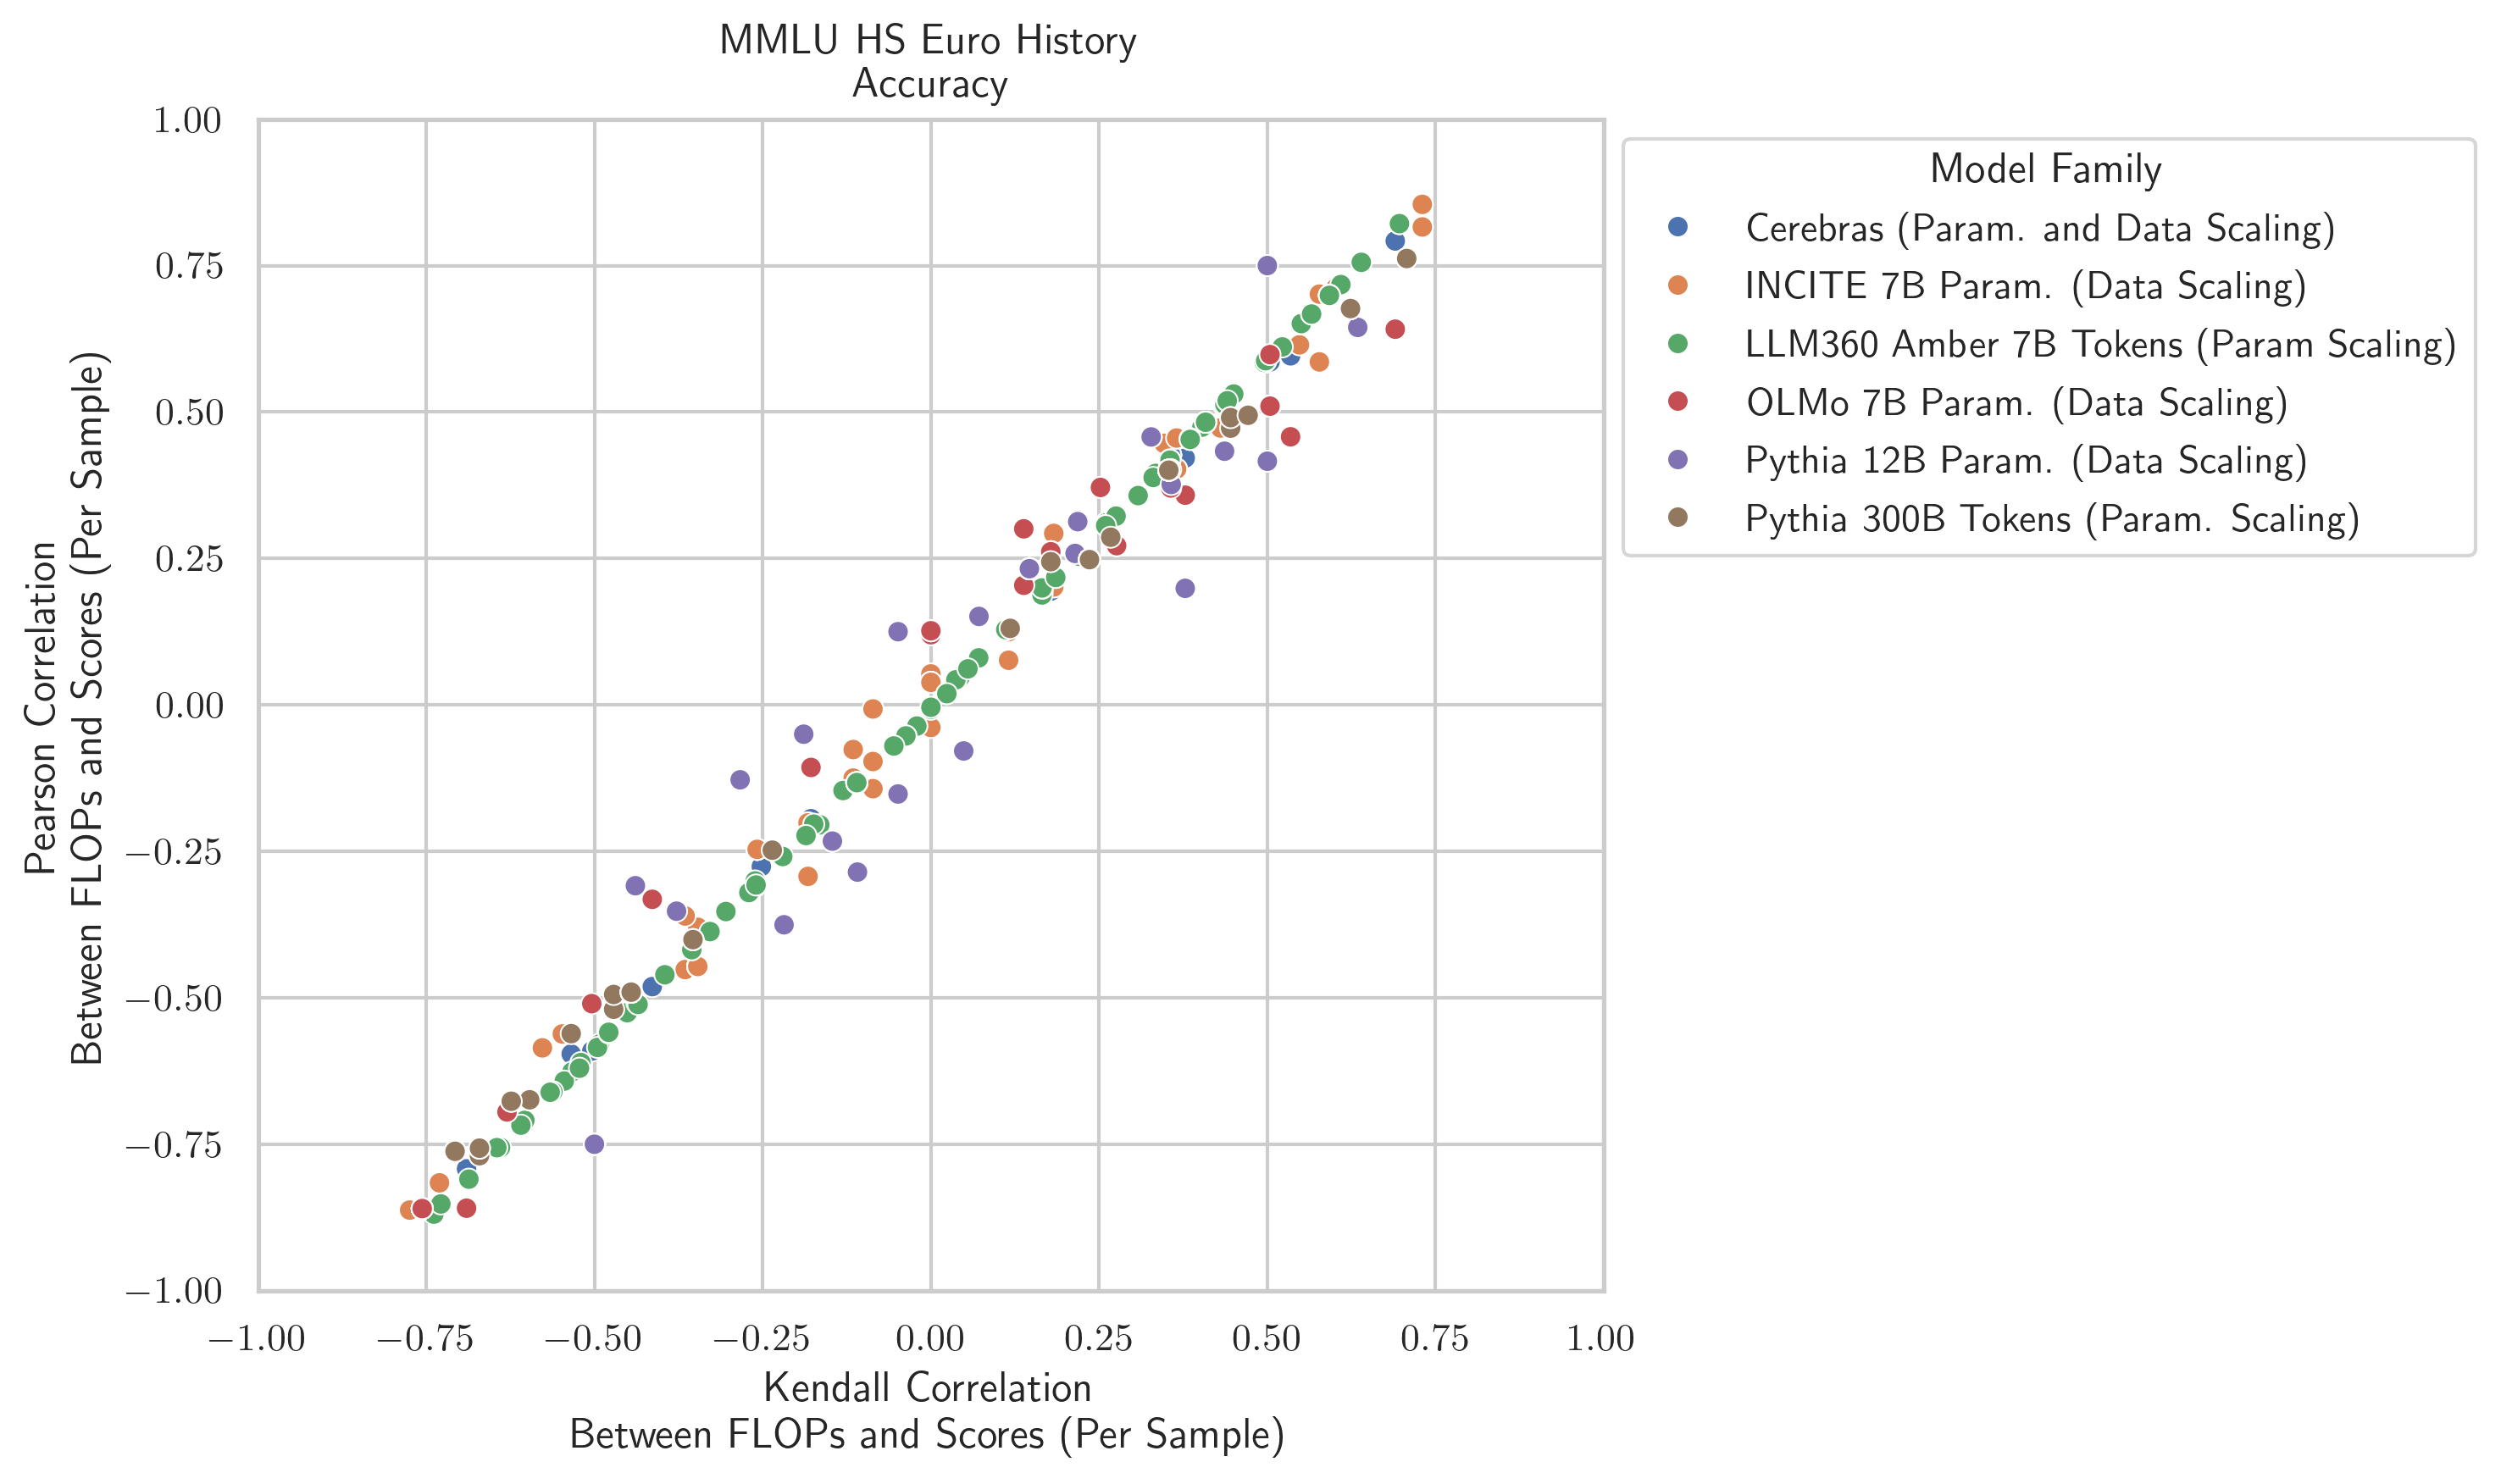 MMLU HS Euro History
Accuracy
1.00
0.75
0.50
0.25
0.00
−0.25
−0.50
−0.75
−1.00
Pearson Correlation
Between FLOPs and Scores (Per Sample)
−1.00 −0.75 −0.50 −0.25 0.00 0.25 0.50 0.75 1.00
Kendall Correlation
Between FLOPs and Scores (Per Sample)
Model Family
Cerebras (Param. and Data Scaling)
INCITE 7B Param. (Data Scaling)
LLM360 Amber 7B Tokens (Param Scaling)
OLMo 7B Param. (Data Scaling)
Pythia 12B Param. (Data Scaling)
Pythia 300B Tokens (Param. Scaling)